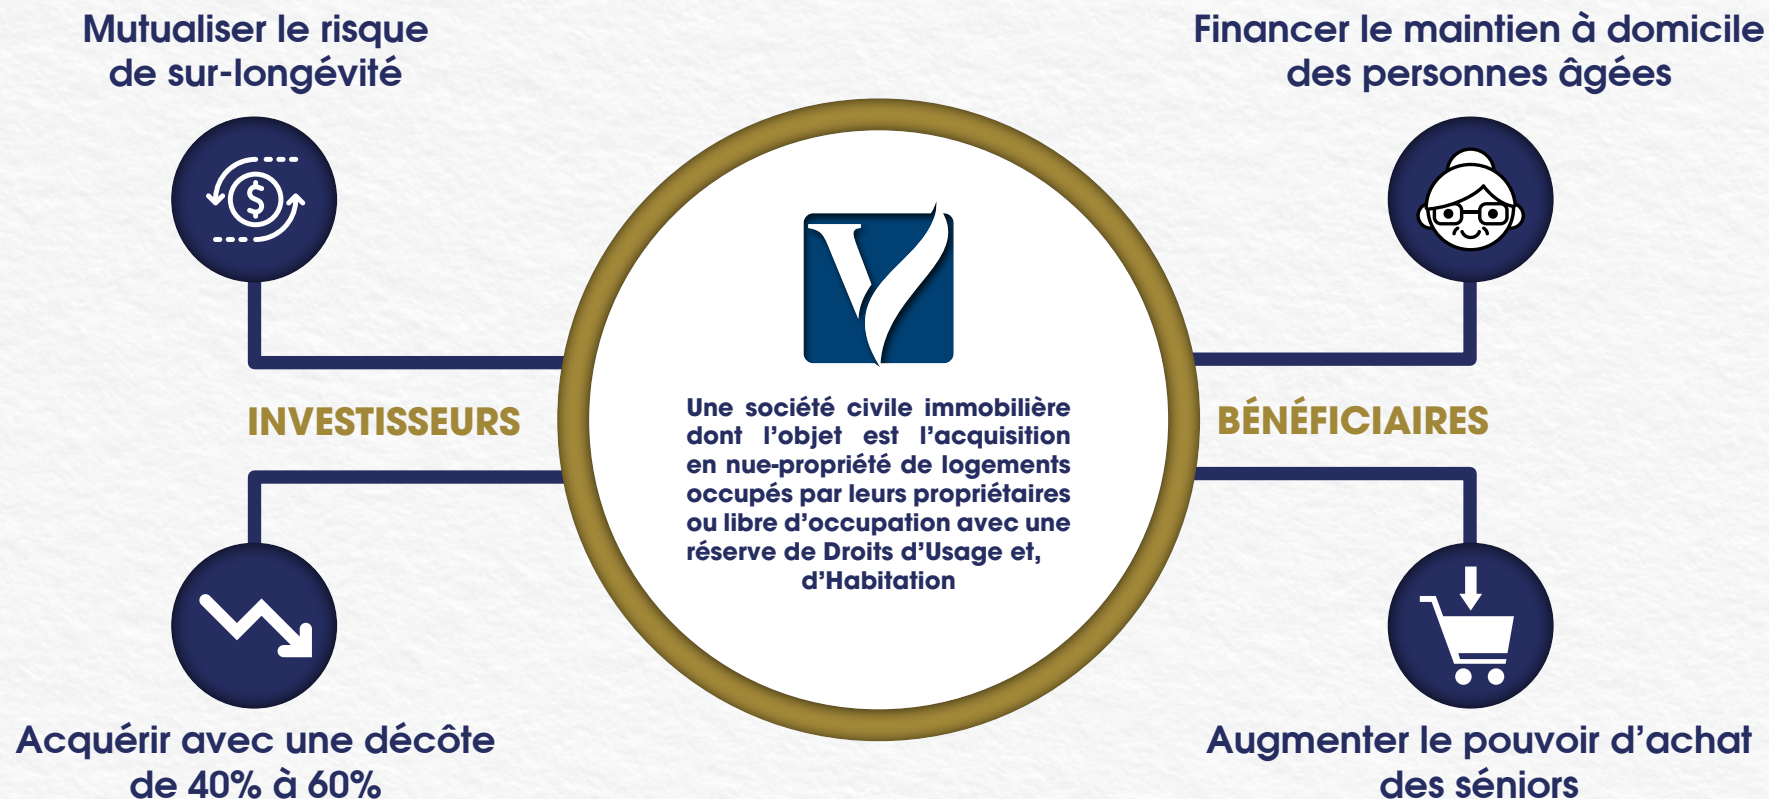 Mutualiser le risque
de sur-longévité
Financer le maintien à domicile
des personnes âgées
$
V
Une société civile immobilière
dont l'objet est l'acquisition
en nue-propriété de logements
occupés par leurs propriétaires
ou libre d'occupation avec une
réserve de Droits d'Usage et,
d'Habitation
INVESTISSEURS
BÉNÉFICIAIRES
Acquérir avec une décôte
de 40% à 60%
Augmenter le pouvoir d'achat
des séniors